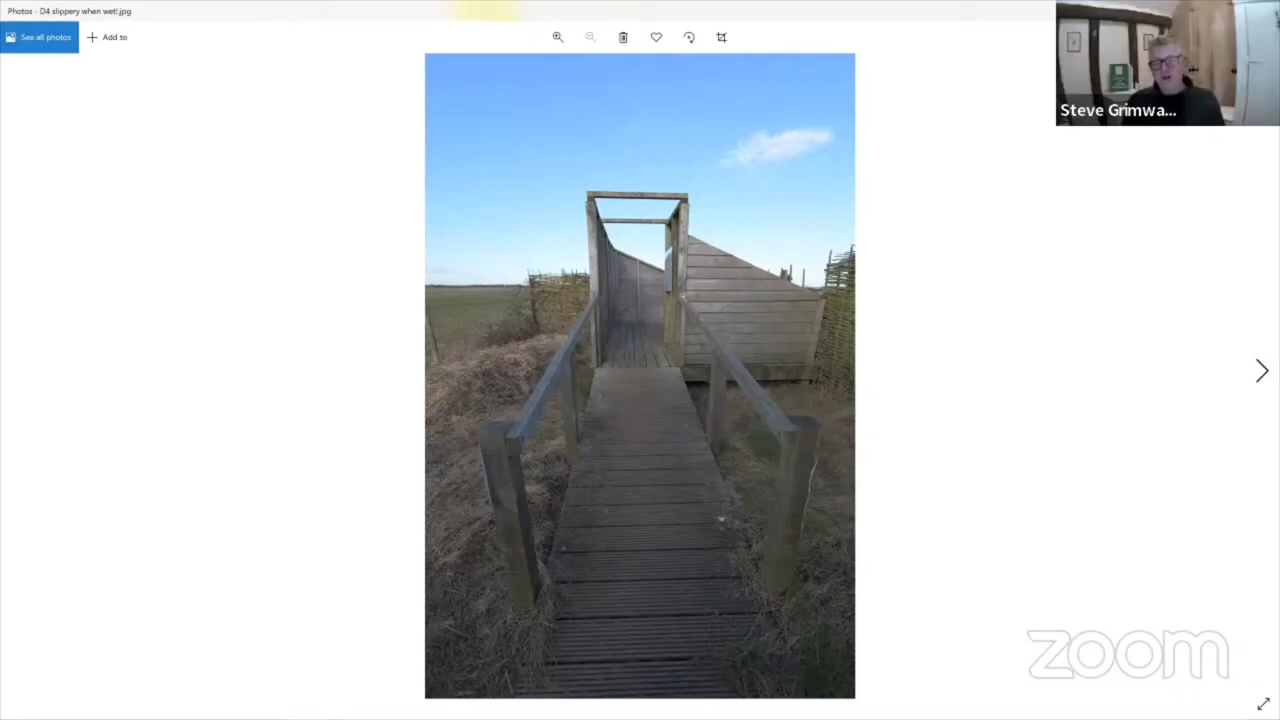 Photos - D4 slippery when wet!.jpg
See all photos
Add to
Steve Grimwa...
zoom